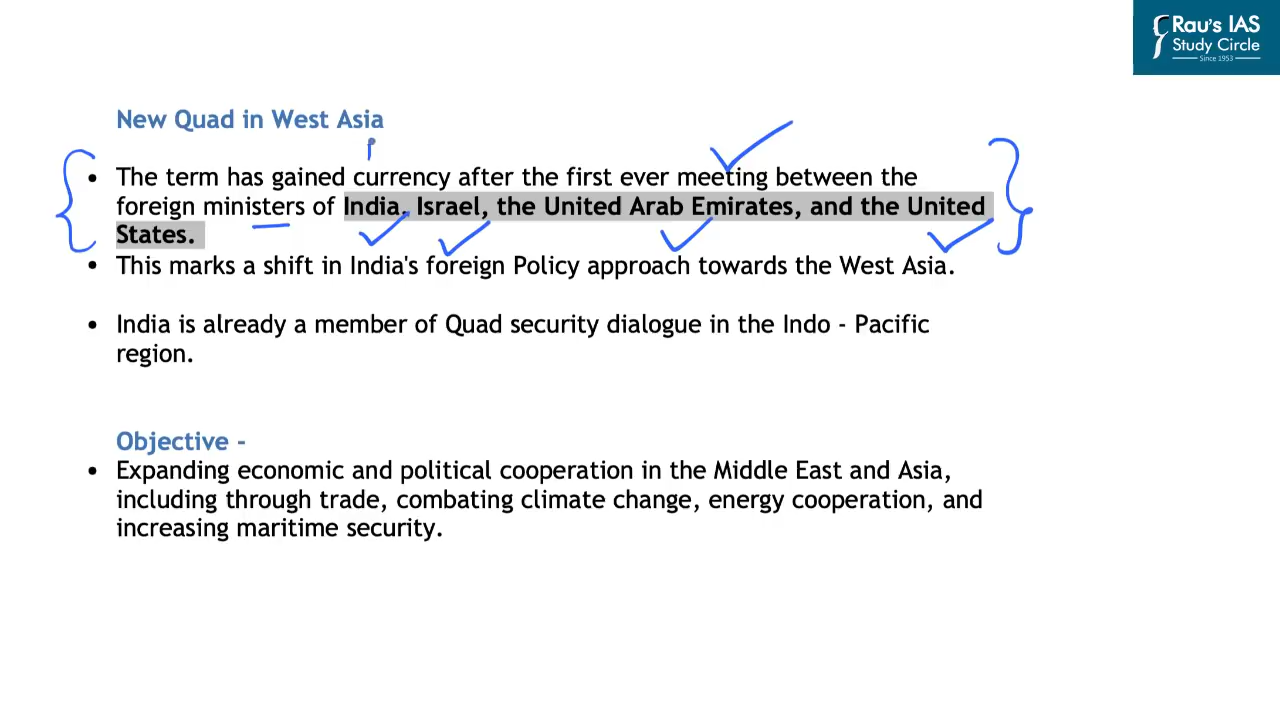 Rau's IAS
Study Circle
Since 1953
New Quad in West Asia
• The term has gained currency after the first ever meeting between the
foreign ministers of India, Israel, the United Arab Emirates, and the United
States.
• This marks a shift in India's foreign Policy approach towards the West Asia.
• India is already a member of Quad security dialogue in the Indo - Pacific
region.
Objective -
• Expanding economic and political cooperation in the Middle East and Asia,
including through trade, combating climate change, energy cooperation, and
increasing maritime security.